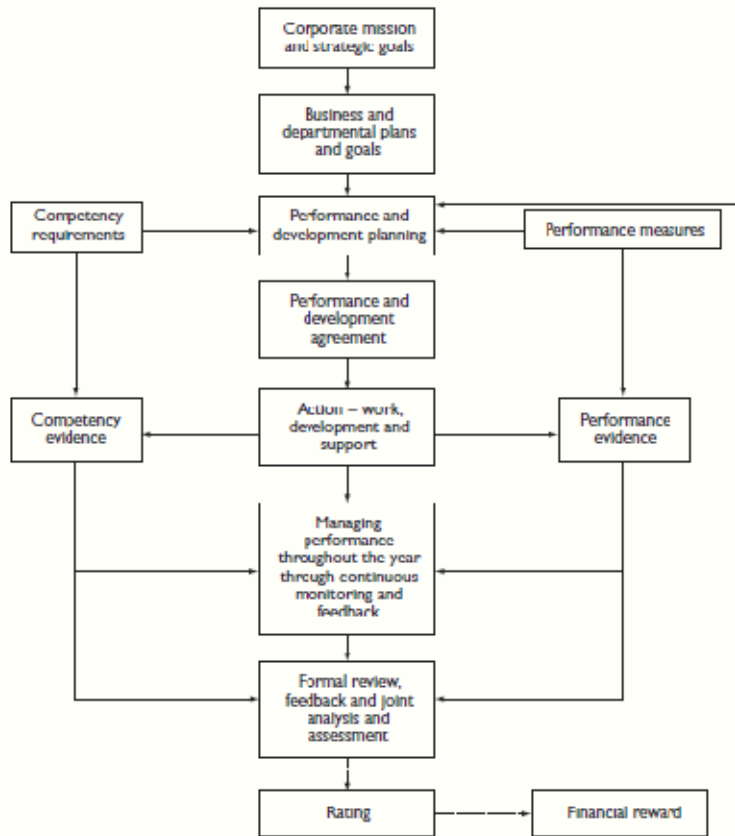 Corporate mission
and strategic goals
Business and
departmental plans
and goals
Competency
requirements
Performance and
development planning
Performance measures
Performance and
development
agreement
Competency
evidence
Action – work,
development and
support
Performance
evidence
Managing
performance
throughout the year
through continuous
monitoring and
feedback
Formal review,
feedback and joint
analysis and
assessment
Rating
Financial reward